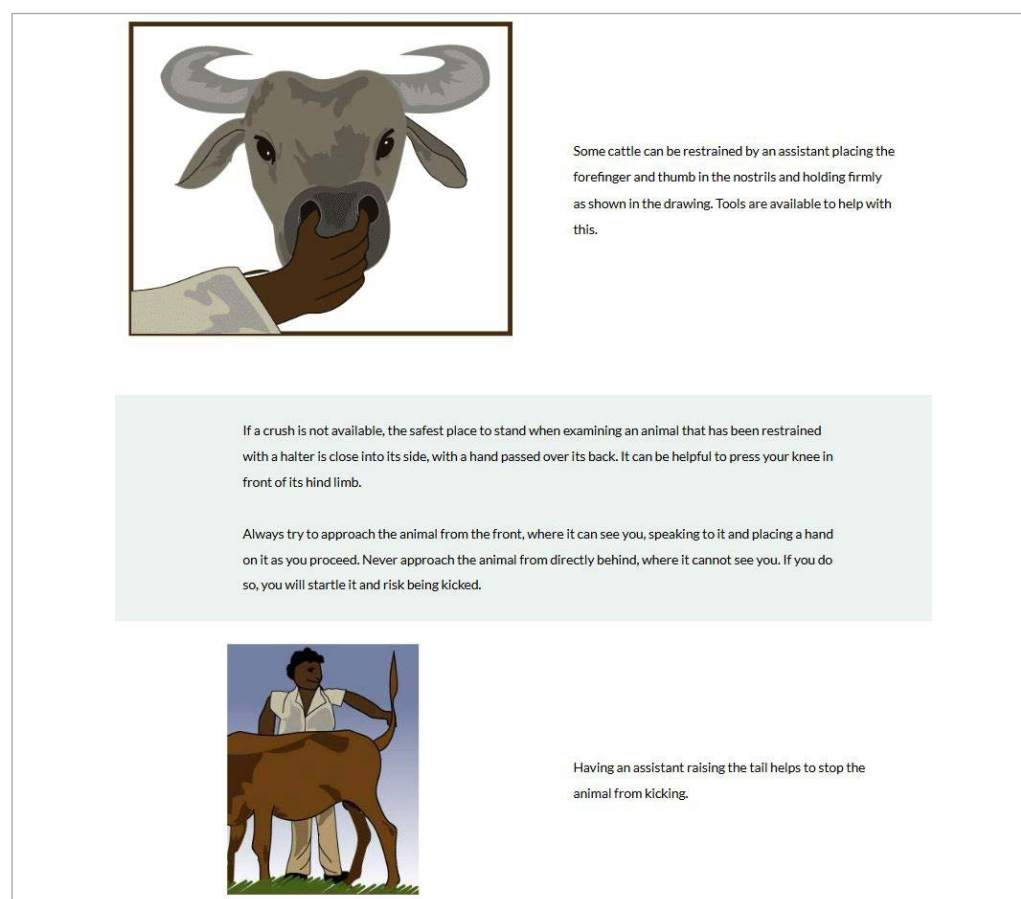 Some cattle can be restrained by an assistant placing the
forefinger and thumb in the nostrils and holding firmly
as shown in the drawing. Tools are available to help with
this.
If a crush is not available, the safest place to stand when examining an animal that has been restrained
with a halter is close into its side, with a hand passed over its back. It can be helpful to press your knee in
front of its hind limb.
Always try to approach the animal from the front, where it can see you, speaking to it and placing a hand
on it as you proceed. Never approach the animal from directly behind, where it cannot see you. If you do
so, you will startle it and risk being kicked.
Having an assistant raising the tail helps to stop the
animal from kicking.